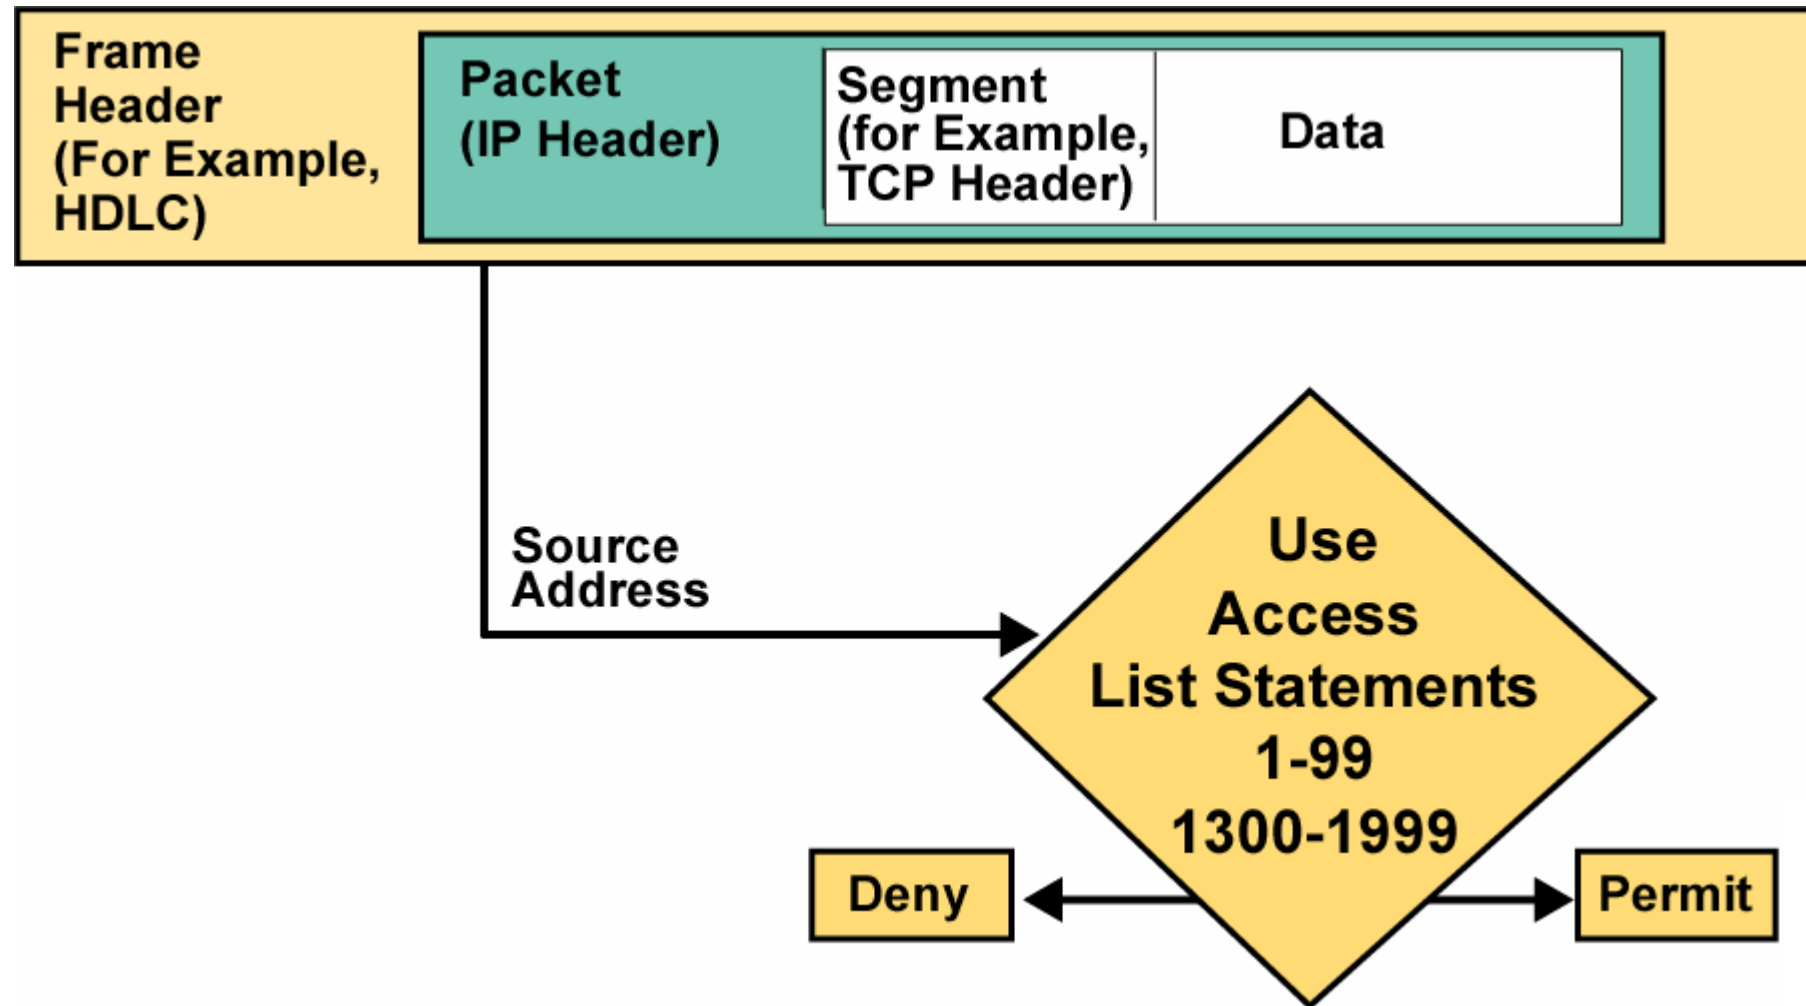 Frame
Header
(For Example,
HDLC)
Packet
(IP Header)
Segment
(for Example,
TCP Header)
Data
Source
Address
Use
Access
List Statements
1-99
1300-1999
Deny
Permit